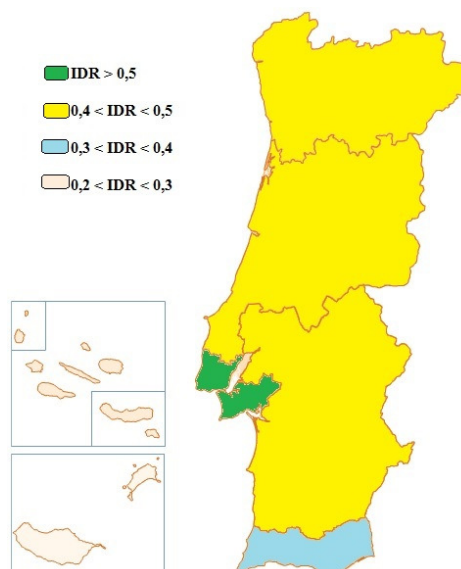 IDR > 0,5
0,4 < IDR < 0,5
0,3 < IDR < 0,4
0,2 < IDR < 0,3